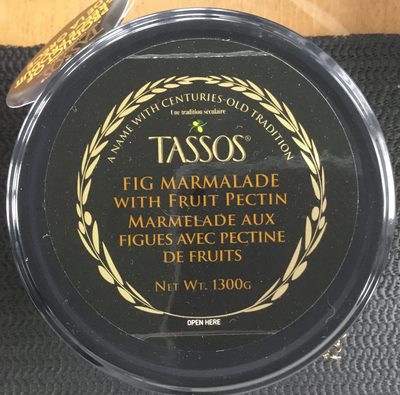 A NAME WITH CENTURIES-OLD TRADITION
Une tradition séculaire
TASSOS®
FIG MARMALADE
WITH FRUIT PECTIN
MARMELADE AUX
FIGUES AVEC PECTINE
DE FRUITS
NET WT. 1300G
OPEN HERE